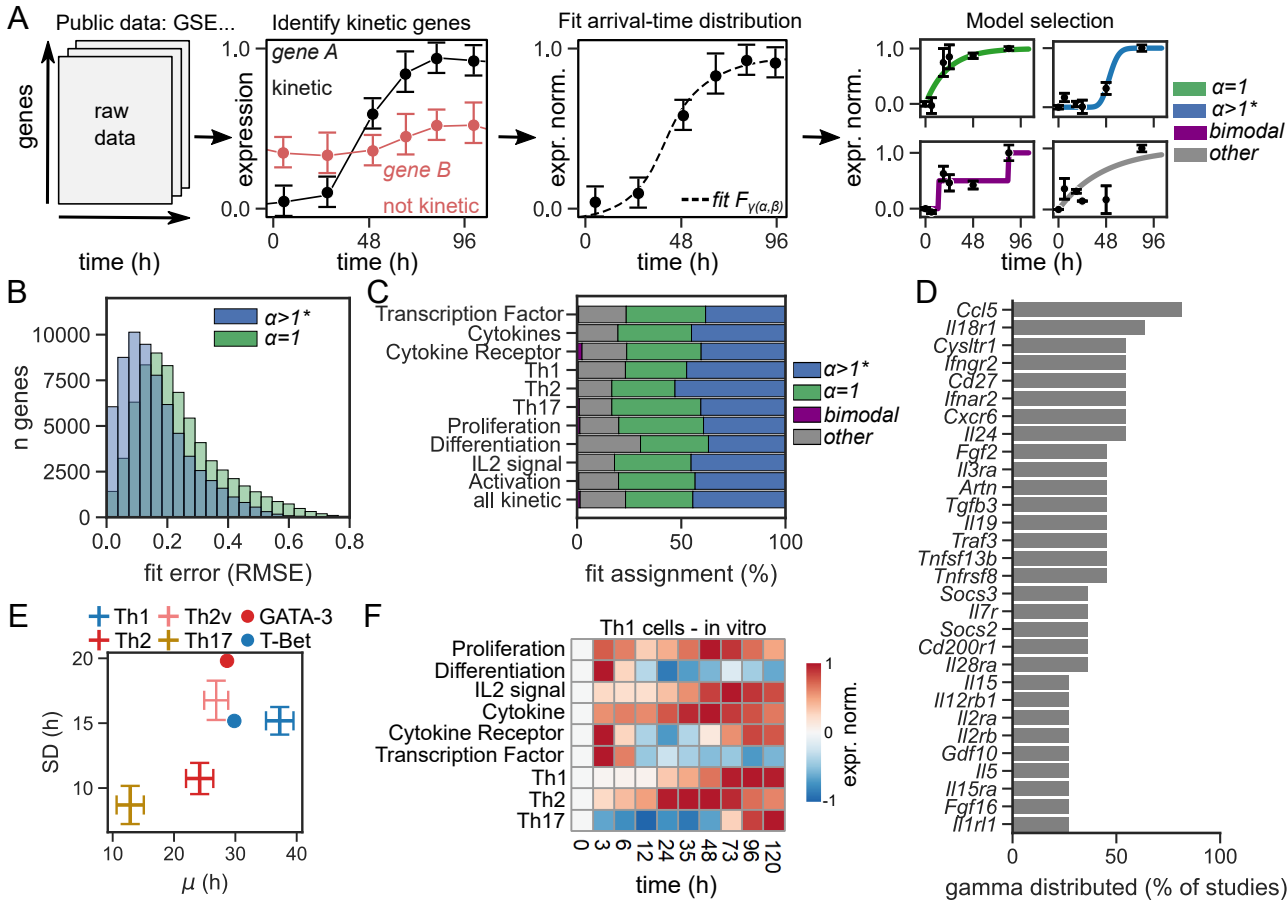 A
Public data: GSE...
genes
raw
data
time (h)
Identify kinetic genes
expression
1.0
0.0
gene A
kinetic
gene B
not kinetic
48
96
time (h)
Fit arrival-time distribution
expr. norm.
1.0
0.0
fit Fγ(α,β)
0
48
96
time (h)
Model selection
expr. norm.
1.0
0.0
1.0
0.0
0
48
96
0
48
96
time (h)
α=1
α>1*
bimodal
other
B
n genes
10000
7500
5000
2500
0
α>1*
α=1
0.0
0.2
0.4
0.6
0.8
fit error (RMSE)
C
Transcription Factor
Cytokines
Cytokine Receptor
Th1
Th2
Th17
Proliferation
Differentiation
IL2 signal
Activation
all kinetic
0
50
100
fit assignment (%)
α>1*
α=1
bimodal
other
D
Ccl5
Il18r1
Cysltr1
Ifngr2
Cd27
Ifnar2
Cxcr6
Il24
Fgf2
Il3ra
Artn
Tgfb3
Il19
Traf3
Tnfsf13b
Tnfrsf8
Socs3
Il7r
Socs2
Cd200r1
Il28ra
Il15
Il12rb1
Il2ra
Il2rb
Gdf10
Il5
Il15ra
Fgf16
Il1rl1
0
100
gamma distributed (% of studies)
E
Th1
Th2v
GATA-3
Th2
Th17
T-Bet
SD (h)
20
15
10
10
20
30
40
μ (h)
F
Th1 cells - in vitro
Proliferation
Differentiation
IL2 signal
Cytokine
Cytokine Receptor
Transcription Factor
Th1
Th2
Th17
0
3
6
12
24
35
48
73
96
120
time (h)
1
0
-1
expr. norm.